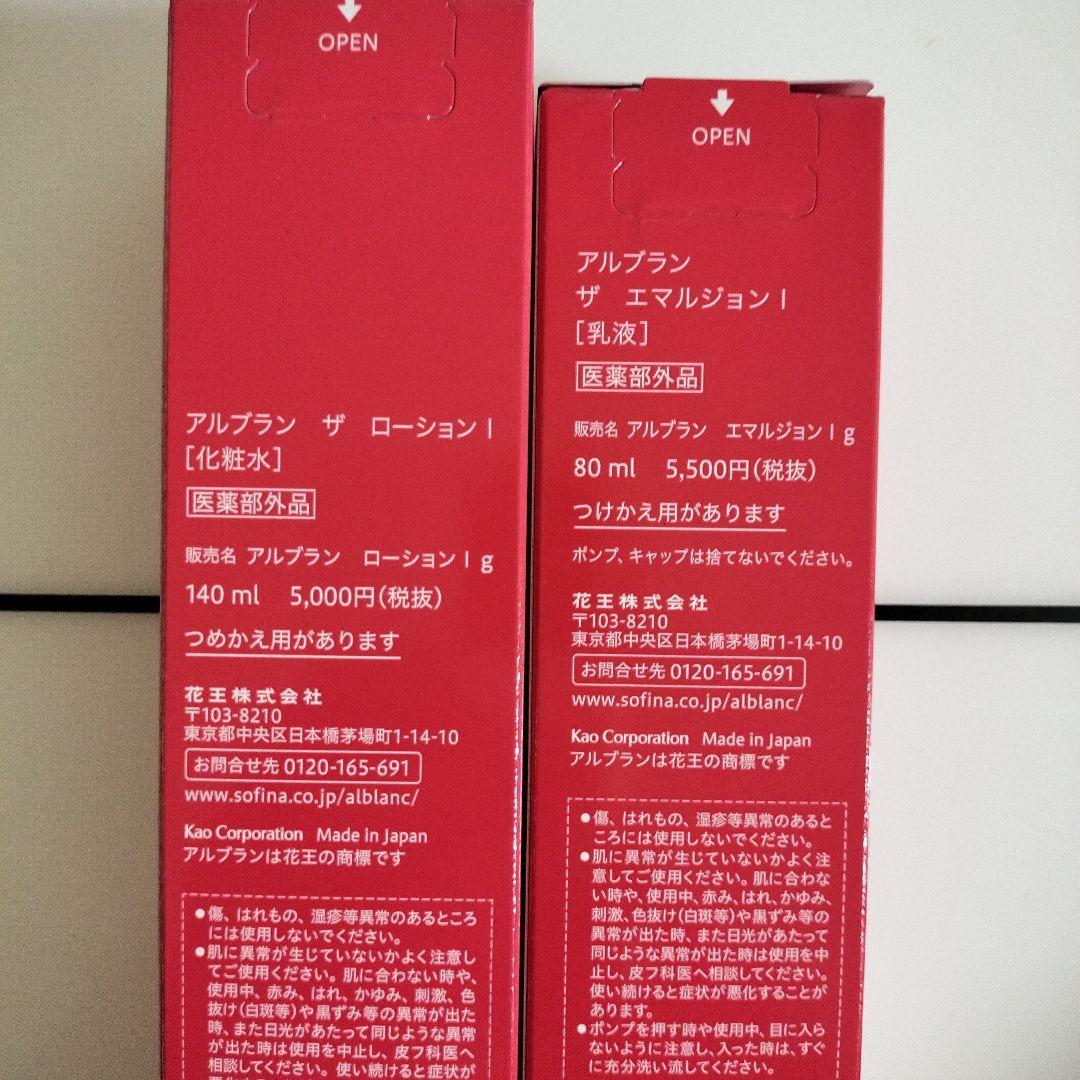 OPEN
アルブラン　ザ　ローション I
[化粧水]
医薬部外品
販売名 アルブラン　ローション I g
140 ml　5,000円(税抜)
つめかえ用があります
花王株式会社
〒103-8210
東京都中央区日本橋茅場町1-14-10
お問合せ先 0120-165-691
www.sofina.co.jp/alblanc/
Kao Corporation　Made in Japan
アルブランは花王の商標です
●傷、はれもの、湿疹等異常のあるところ
には使用しないでください。
●肌に異常が生じていないかよく注意し
てご使用ください。肌に合わない時や、
使用中、赤み、はれ、かゆみ、刺激、色
抜け(白斑等)や黒ずみ等の異常が出た
時、また日光があたって同じような異常
が出た時は使用を中止し、皮フ科医へ
相談してください。使い続けると症状が
OPEN
アルブラン
ザ　エマルジョン I
[乳液]
医薬部外品
販売名 アルブラン　エマルジョン I g
80 ml　5,500円(税抜)
つけかえ用があります
ポンプ、キャップは捨てないでください。
花王株式会社
〒103-8210
東京都中央区日本橋茅場町1-14-10
お問合せ先 0120-165-691
www.sofina.co.jp/alblanc/
Kao Corporation　Made in Japan
アルブランは花王の商標です
●傷、はれもの、湿疹等異常のあると
ころには使用しないでください。
●肌に異常が生じていないかよく注
意してご使用ください。肌に合わな
い時や、使用中、赤み、はれ、かゆみ、
刺激、色抜け(白斑等)や黒ずみ等の
異常が出た時、また日光があたって
同じような異常が出た時は使用を中
止し、皮フ科医へ相談してください。
使い続けると症状が悪化することが
あります。
●ポンプを押す時や使用中、目に入ら
ないように注意し、入った時は、すぐ
に充分洗い流してください。